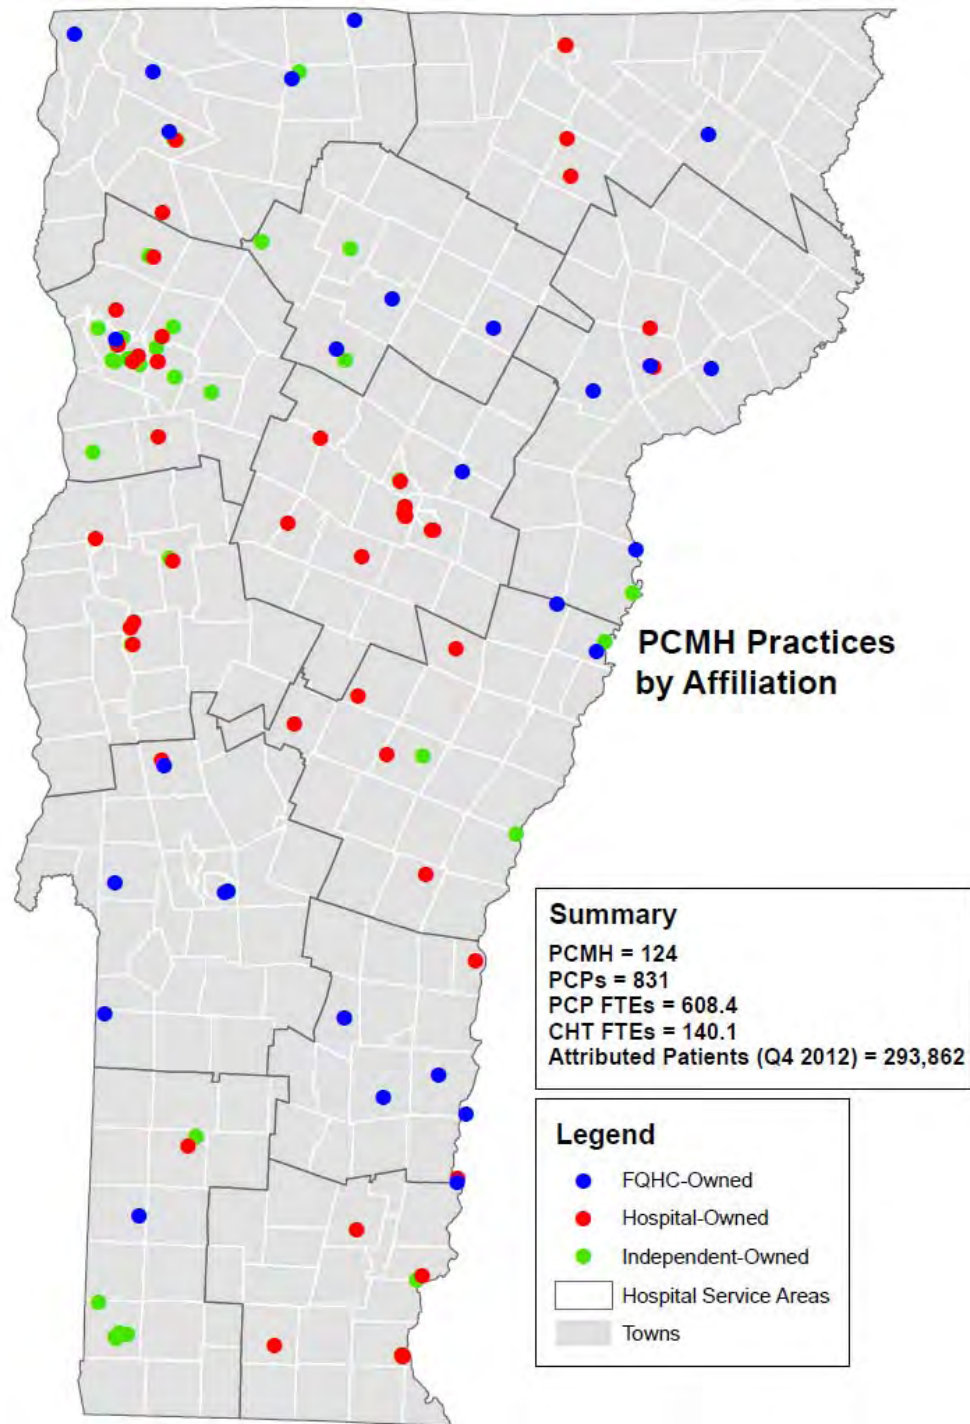 PCMH Practices
by Affiliation
Summary
PCMH = 124
PCPs = 831
PCP FTEs = 608.4
CHT FTEs = 140.1
Attributed Patients (Q4 2012) = 293,862
Legend
FQHC-Owned
Hospital-Owned
Independent-Owned
Hospital Service Areas
Towns